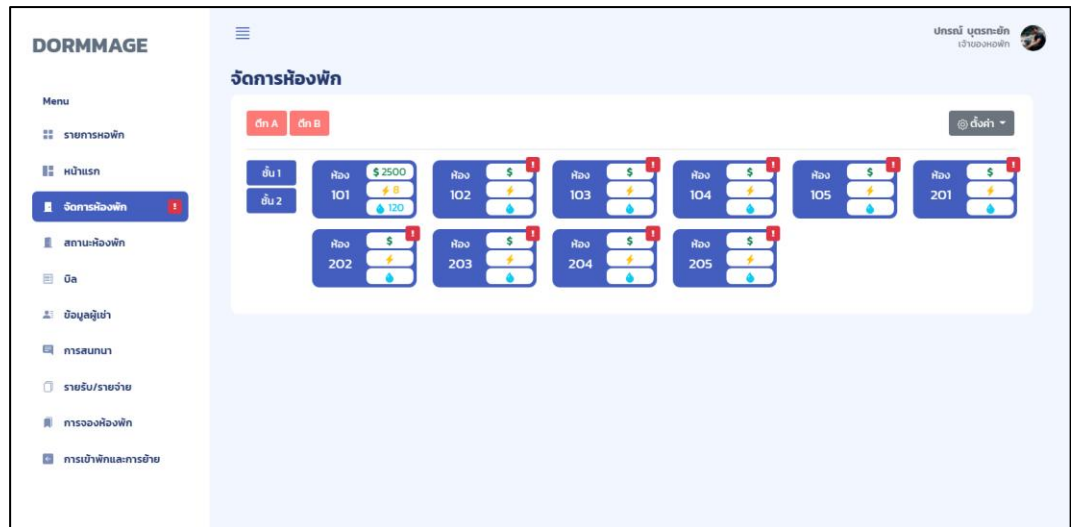 DORMMAGE
ปกรณ์ บุตรทะยัก
เจ้าของหอพัก
Menu
รายการหอพัก
หน้าแรก
จัดการห้องพัก
สถานะห้องพัก
บิล
ข้อมูลผู้เช่า
การสนทนา
รายรับ/รายจ่าย
การจองห้องพัก
การเข้าพักและการย้าย
จัดการห้องพัก
ตึก A ตึก B
ตั้งค่า
ชั้น 1
ชั้น 2
ห้อง 101 $ 2500 8 120
ห้อง 102 $
ห้อง 103 $
ห้อง 104 $
ห้อง 105 $
ห้อง 201 $
ห้อง 202 $
ห้อง 203 $
ห้อง 204 $
ห้อง 205 $